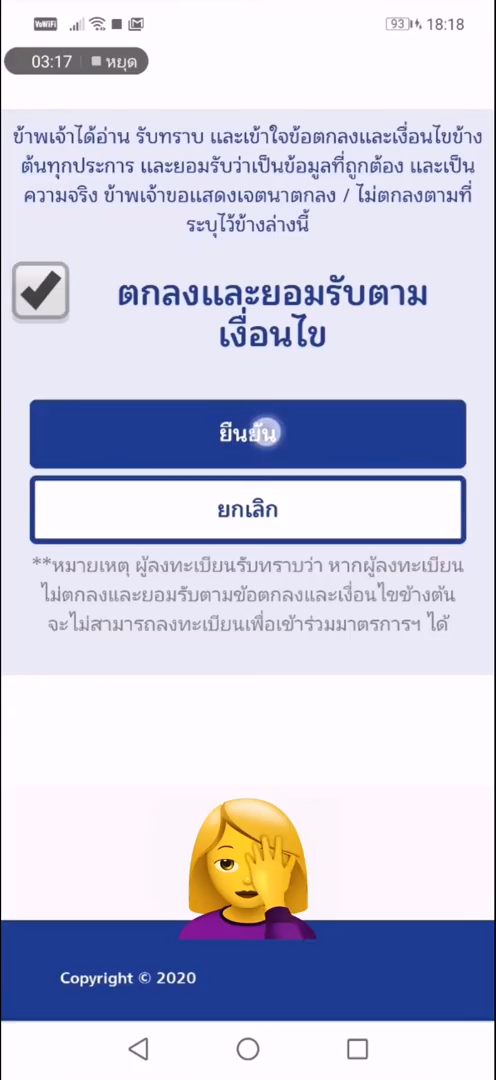 VoWiFi 93 18:18
03:17 หยุด
ข้าพเจ้าได้อ่าน รับทราบ และเข้าใจข้อตกลงและเงื่อนไขข้าง
ต้นทุกประการ และยอมรับว่าเป็นข้อมูลที่ถูกต้อง และเป็น
ความจริง ข้าพเจ้าขอแสดงเจตนาตกลง / ไม่ตกลงตามที่
ระบุไว้ข้างล่างนี้
ตกลงและยอมรับตาม
เงื่อนไข
ยืนยัน
ยกเลิก
**หมายเหตุ ผู้ลงทะเบียนรับทราบว่า หากผู้ลงทะเบียน
ไม่ตกลงและยอมรับตามข้อตกลงและเงื่อนไขข้างต้น
จะไม่สามารถลงทะเบียนเพื่อเข้าร่วมมาตรการฯ ได้
Copyright © 2020